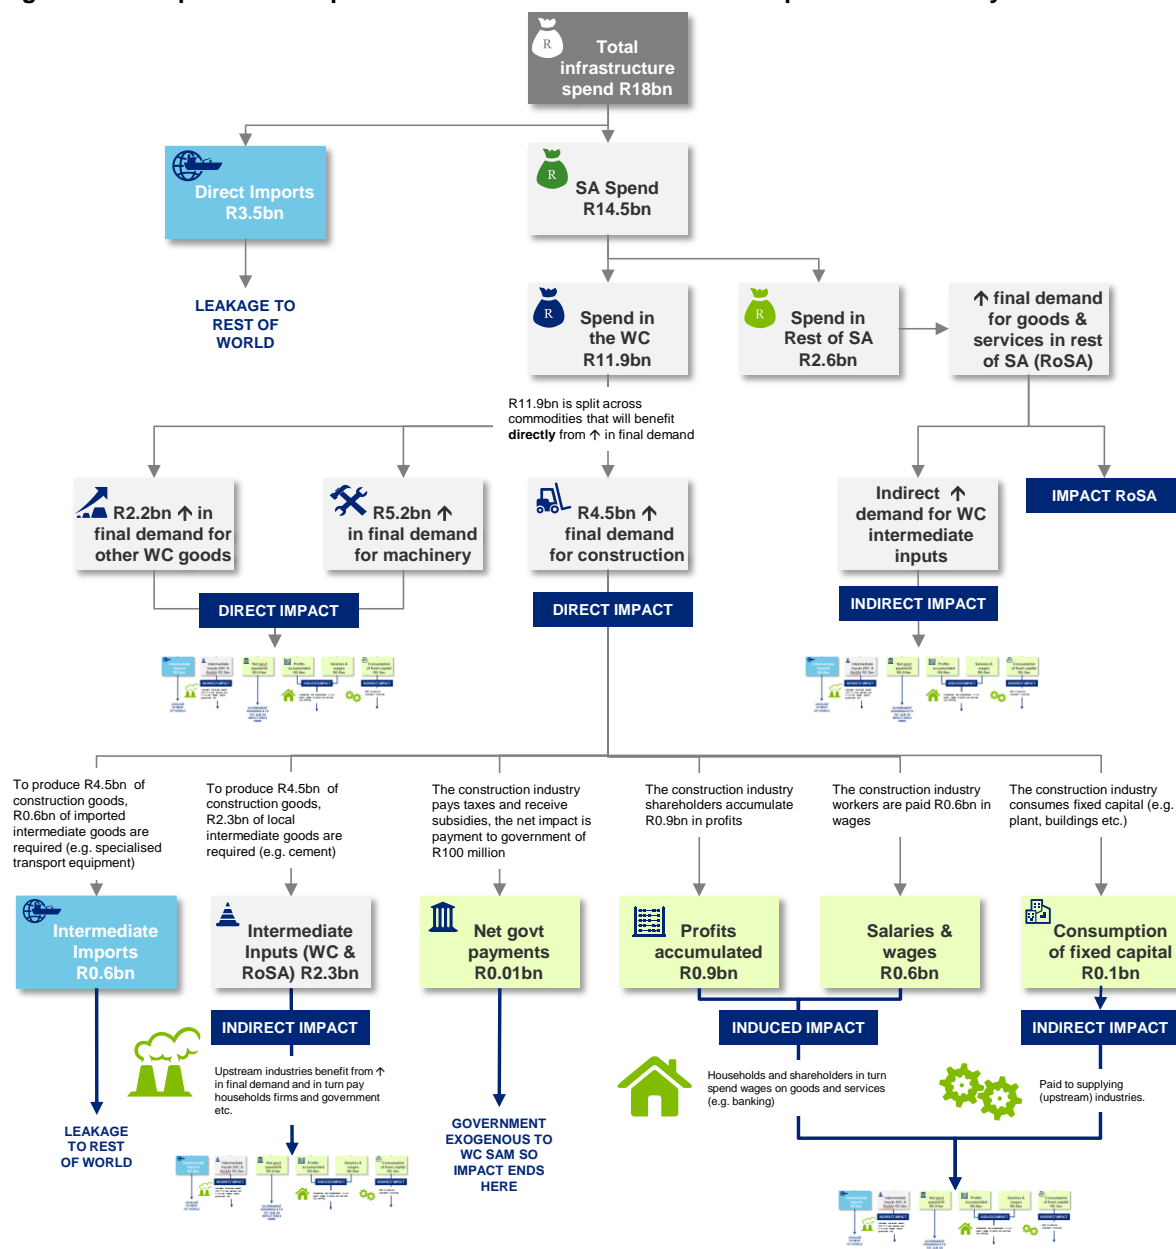 Total
infrastructure
spend R18bn
R
Direct Imports
R3.5bn
R
SA Spend
R14.5bn
LEAKAGE TO
REST OF
WORLD
R
Spend in
the WC
R11.9bn
R
Spend in
Rest of SA
R2.6bn
↑ final demand
for goods &
services in rest
of SA (RoSA)
R11.9bn is split across
commodities that will benefit
directly from ↑ in final demand
R2.2bn ↑ in
final demand for
other WC goods
R5.2bn ↑
in final demand
for machinery
R4.5bn ↑
final demand
for construction
Indirect ↑
demand for WC
intermediate
inputs
IMPACT RoSA
DIRECT IMPACT
DIRECT IMPACT
INDIRECT IMPACT
To produce R4.5bn of
construction goods,
R0.6bn of imported
intermediate goods are
required (e.g. specialised
transport equipment)
To produce R4.5bn of
construction goods,
R2.3bn of local
intermediate goods are
required (e.g. cement)
The construction industry
pays taxes and receive
subsidies, the net impact is
payment to government of
R100 million
The construction industry
shareholders accumulate
R0.9bn in profits
The construction industry
workers are paid R0.6bn in
wages
The construction industry
consumes fixed capital (e.g.
plant, buildings etc.)
Intermediate
Imports
R0.6bn
Intermediate
Inputs (WC &
RoSA) R2.3bn
Net govt
payments
R0.01bn
Profits
accumulated
R0.9bn
Salaries &
wages
R0.6bn
Consumption
of fixed capital
R0.1bn
INDIRECT IMPACT
INDUCED IMPACT
INDIRECT IMPACT
Upstream industries benefit from ↑
in final demand and in turn pay
households firms and government
etc.
Households and shareholders in turn
spend wages on goods and services
(e.g. banking)
Paid to supplying
(upstream) industries.
LEAKAGE
TO REST
OF WORLD
GOVERNMENT
EXOGENOUS TO
WC SAM SO
IMPACT ENDS
HERE